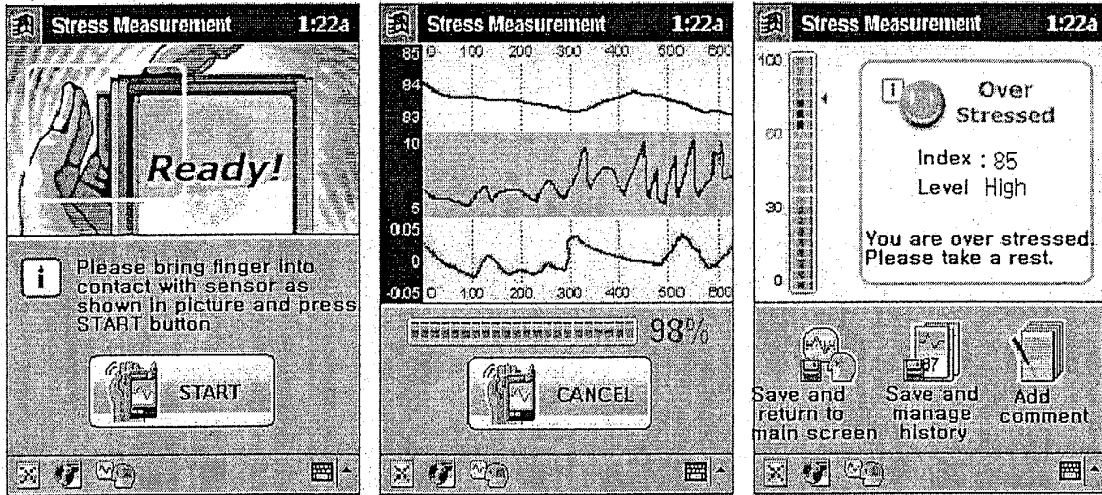 Stress Measurement 1:22a
Ready!
i
Please bring finger into
contact with sensor as
shown in picture and press
START button
START
Stress Measurement 1:22a
85 0 100 200 300 400 500 600
84
83
10
5
0.05
0
-0.05 0 100 200 300 400 500 600
98%
CANCEL
Stress Measurement 1:22a
100
60
30
0
i
Over
Stressed
Index : 85
Level High
You are over stressed.
Please take a rest.
87
Save and
return to
main screen
Save and
manage
history
Add
comment